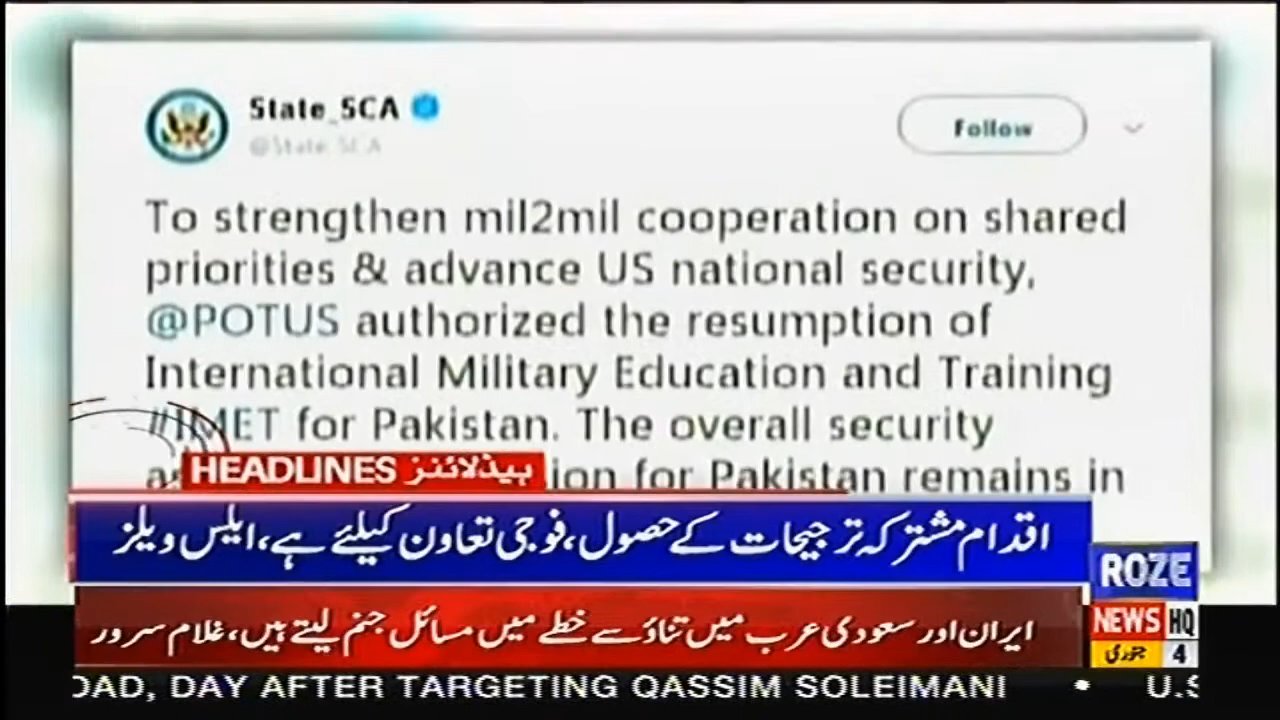 State_SCA
@State_SCA
Follow
To strengthen mil2mil cooperation on shared
priorities & advance US national security,
@POTUS authorized the resumption of
International Military Education and Training
#IMET for Pakistan. The overall security
ion for Pakistan remains in
HEADLINES ہیڈلائنز
اقدام مشترکہ ترجیحات کے حصول، فوجی تعاون کیلئے ہے، ایلس ویلز
ایران اور سعودی عرب میں تناؤ سے خطے میں مسائل جنم لیتے ہیں، غلام سرور
ROZE
NEWS HQ
4 جنوری
DAD, DAY AFTER TARGETING QASSIM SOLEIMANI • U.S